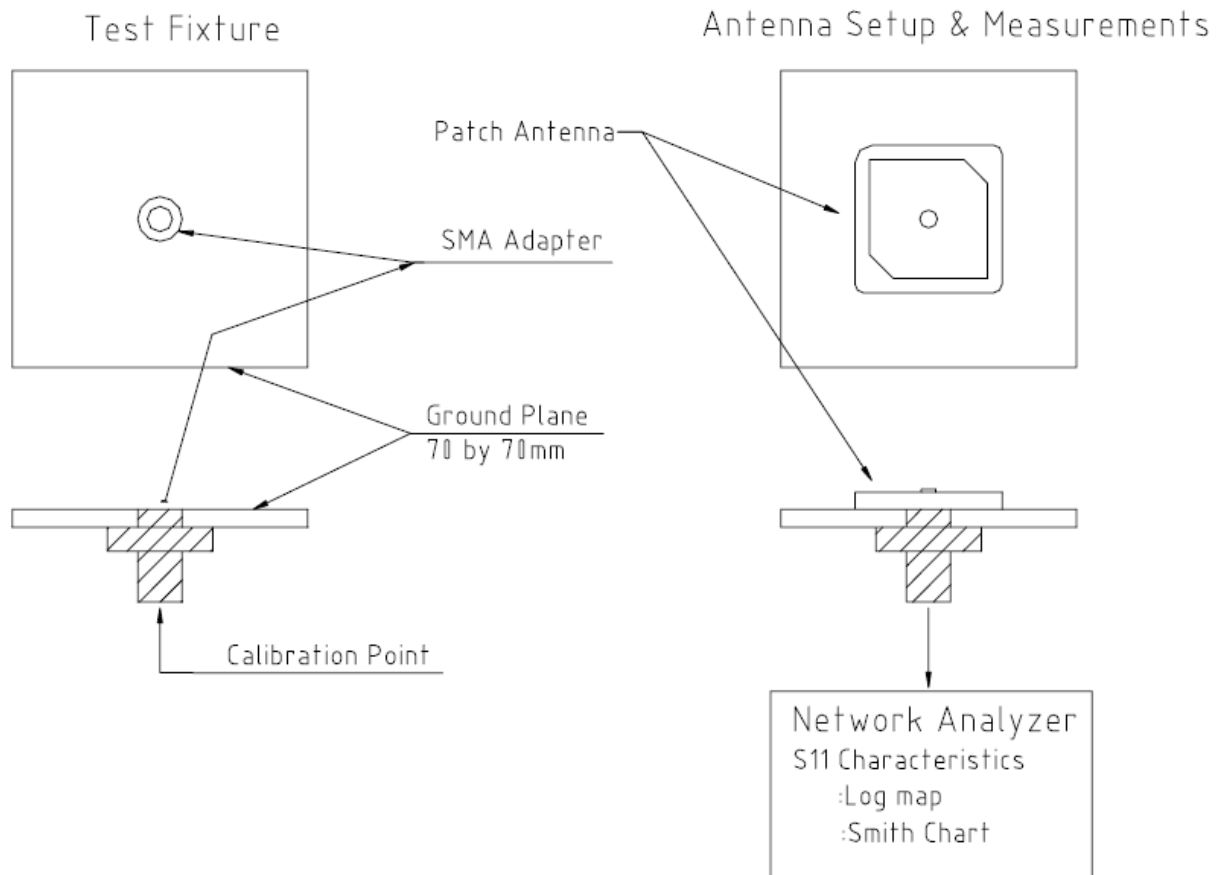 Test Fixture
Antenna Setup & Measurements
Patch Antenna
SMA Adapter
Ground Plane
70 by 70mm
Calibration Point
Network Analyzer
S11 Characteristics
:Log map
:Smith Chart